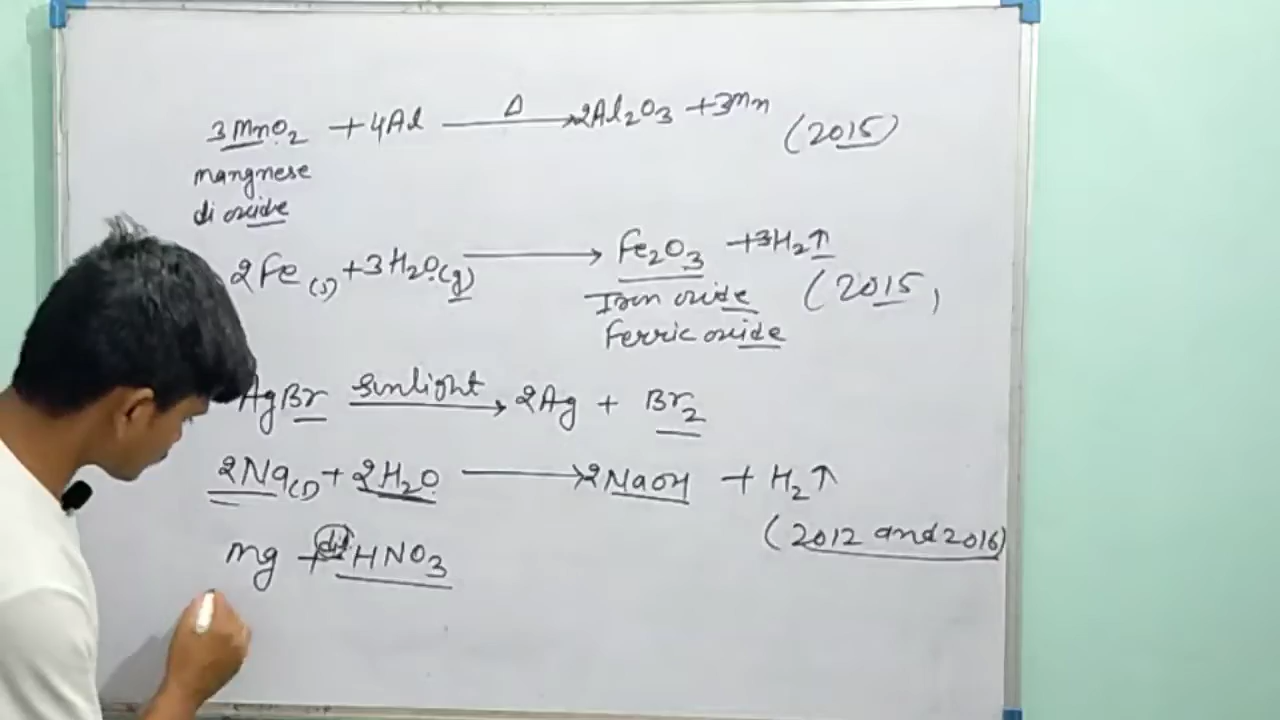 3MnO₂ + 4Al —Δ→ 2Al₂O₃ + 3Mn (2015)
mangnese
di oxide
2Fe(s) + 3H₂O(g) ⟶ Fe₂O₃ + 3H₂↑
Iron oxide (2015,
Ferric oxide
AgBr —Sunlight→ 2Ag + Br₂
2Na(s) + 2H₂O ⟶ 2NaOH + H₂↑
(2012 and 2016)
mg + dil HNO₃